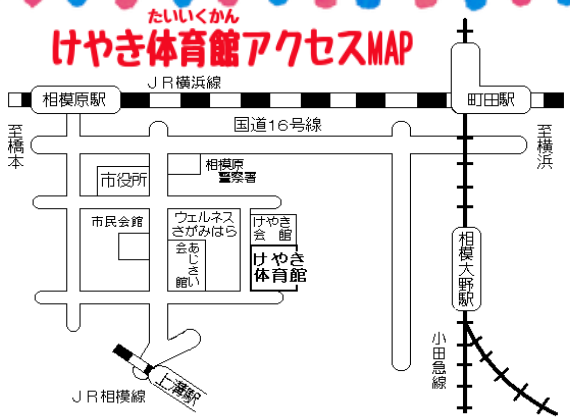 たいいくかん
けやき体育館アクセスMAP
JR横浜線
相模原駅
町田駅
至橋本
国道16号線
至横浜
市役所
相模原
警察署
市民会館
ウェルネス
さがみはら
あじさい
会館
けやき
会館
けやき
体育館
相模大野駅
小田急線
上溝駅
JR相模線